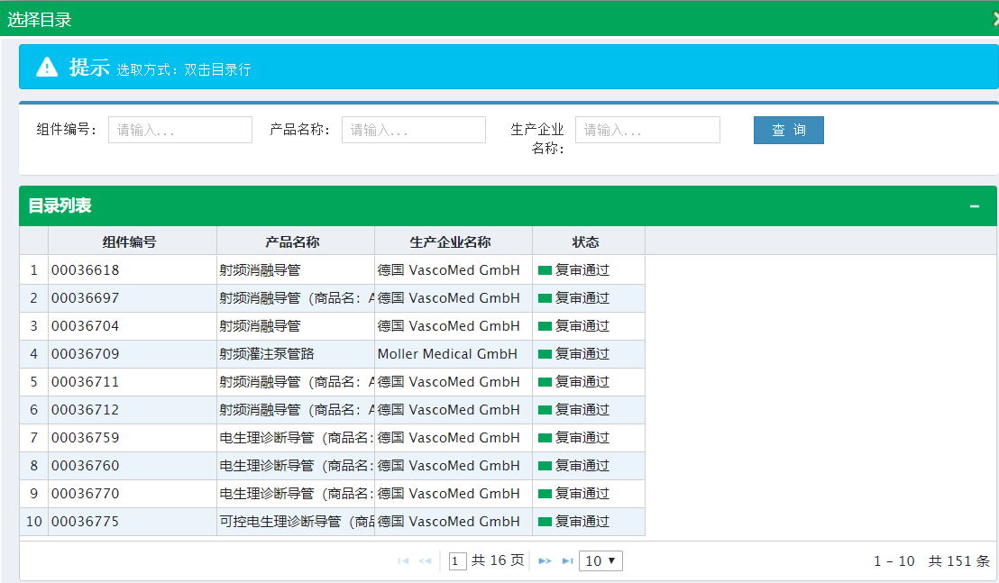 选择目录
提示 选取方式：双击目录行
组件编号： 请输入... 产品名称： 请输入... 生产企业名称： 请输入... 查 询
目录列表
组件编号 产品名称 生产企业名称 状态
1 00036618 射频消融导管 德国 VascoMed GmbH 复审通过
2 00036697 射频消融导管（商品名：A 德国 VascoMed GmbH 复审通过
3 00036704 射频消融导管 德国 VascoMed GmbH 复审通过
4 00036709 射频灌注泵管路 Moller Medical GmbH 复审通过
5 00036711 射频消融导管（商品名：A 德国 VascoMed GmbH 复审通过
6 00036712 射频消融导管（商品名：A 德国 VascoMed GmbH 复审通过
7 00036759 电生理诊断导管（商品名： 德国 VascoMed GmbH 复审通过
8 00036760 电生理诊断导管（商品名： 德国 VascoMed GmbH 复审通过
9 00036770 电生理诊断导管（商品名： 德国 VascoMed GmbH 复审通过
10 00036775 可控电生理诊断导管（商品 德国 VascoMed GmbH 复审通过
1 共 16 页 10 1 - 10 共 151 条